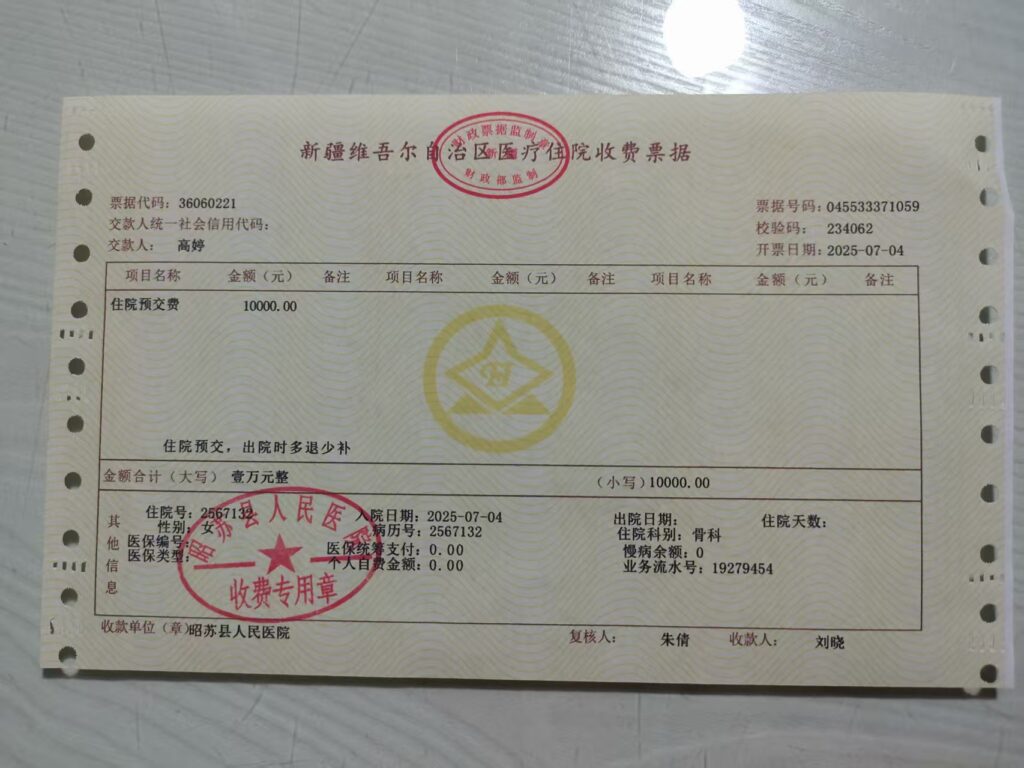 新疆维吾尔自治区医疗住院收费票据
财政票据监制章
新疆
财政部监制
票据代码：36060221
票据号码：045533371059
交款人统一社会信用代码：
校验码： 234062
交款人： 高婷
开票日期：2025-07-04
项目名称 金额（元） 备注 项目名称 金额（元） 备注 项目名称 金额（元） 备注
住院预交费 10000.00
住院预交，出院时多退少补
金额合计（大写） 壹万元整 （小写）10000.00
其他信息
住院号：2567132 入院日期：2025-07-04 出院日期： 住院天数：
性别：女 病历号：2567132 住院科别：骨科
医保编号： 医保统筹支付：0.00 慢病余额：0
医保类型： 个人自费金额：0.00 业务流水号：19279454
昭苏县人民医院
收费专用章
收款单位（章）昭苏县人民医院 复核人： 朱倩 收款人： 刘晓